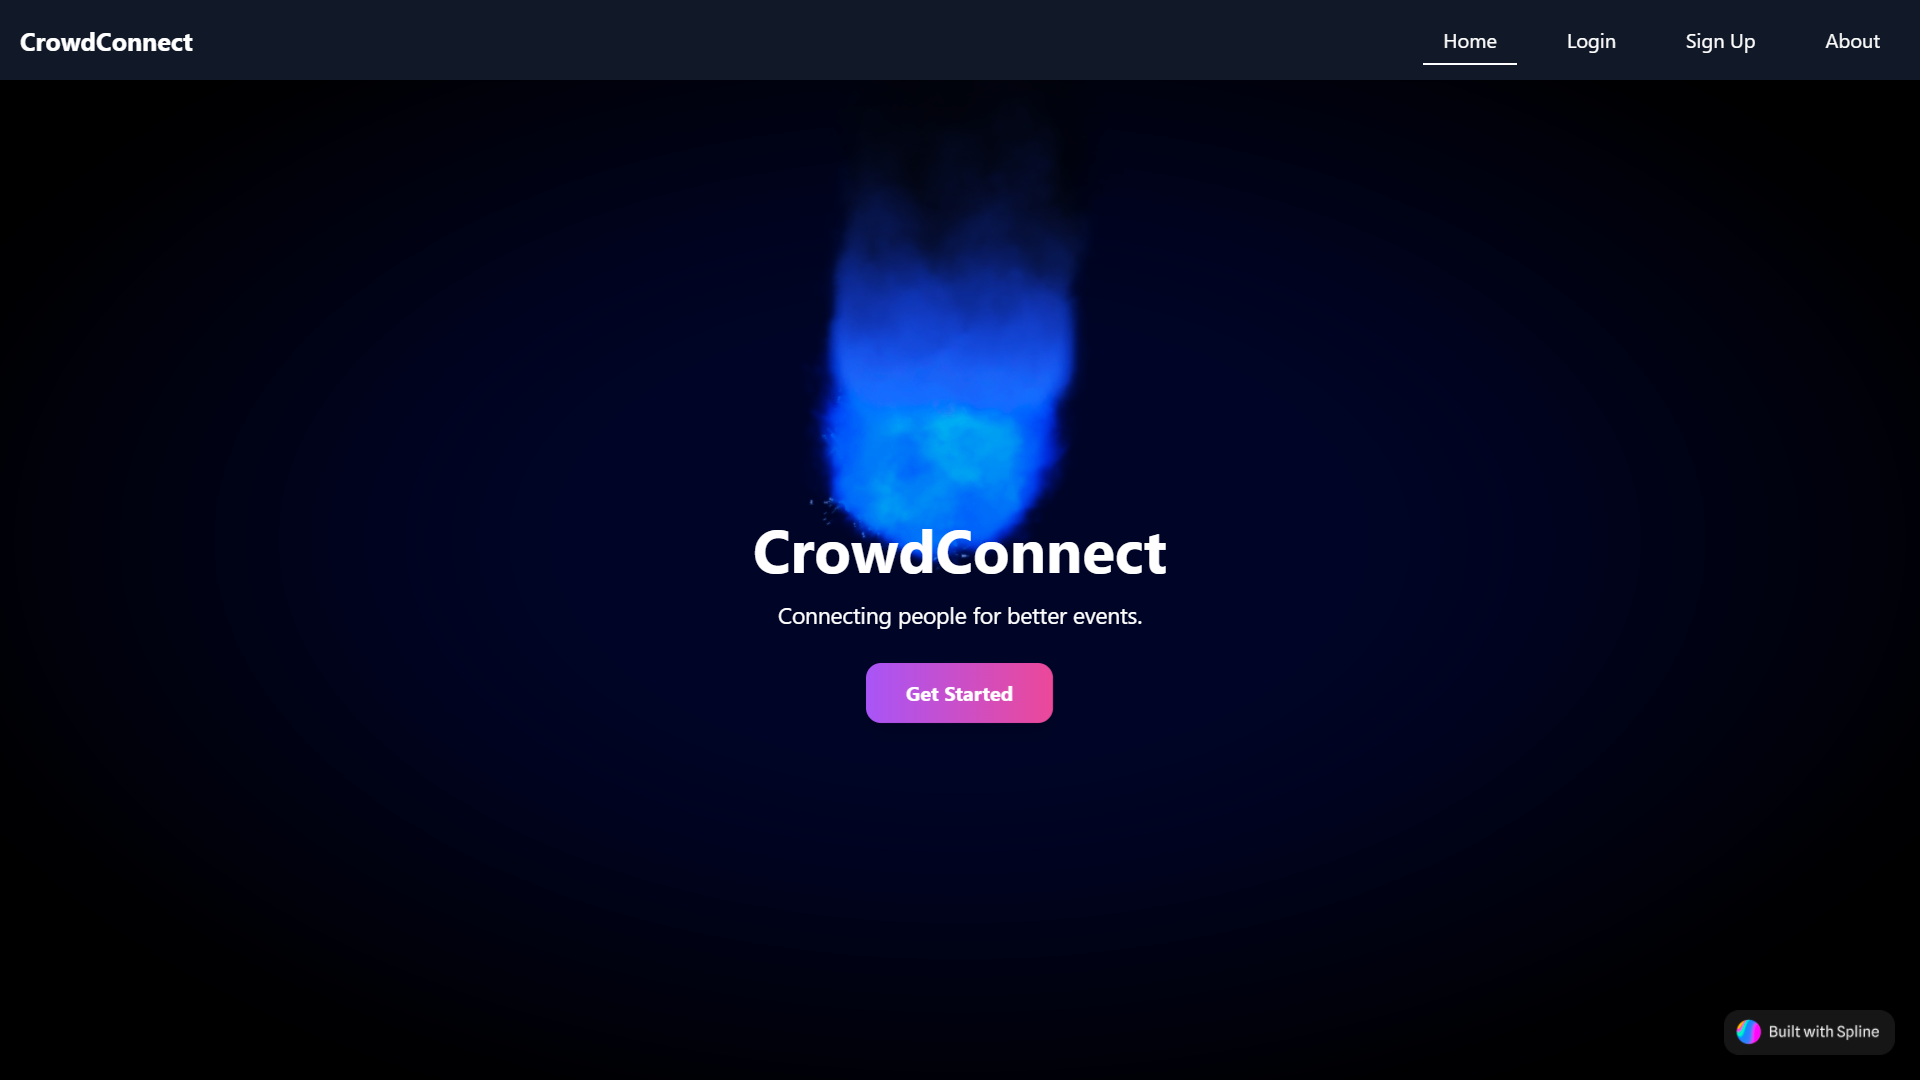 CrowdConnect
Home Login Sign Up About
CrowdConnect
Connecting people for better events.
Get Started
Built with Spline